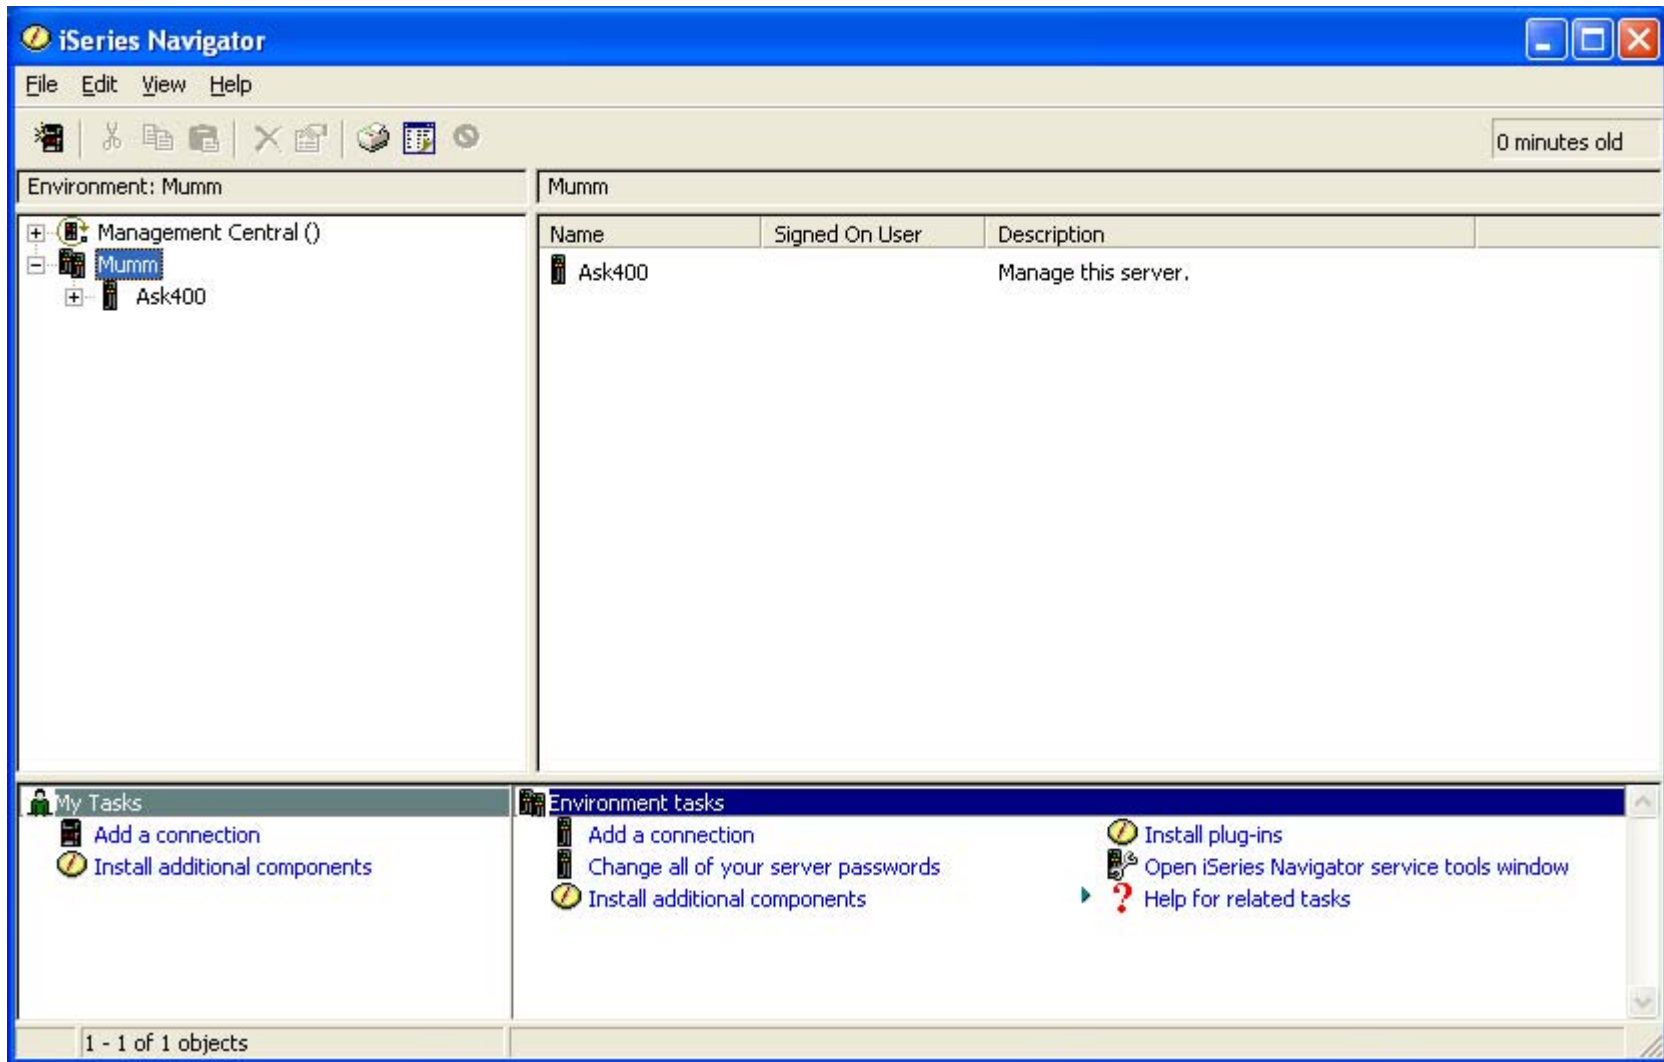 iSeries Navigator
File Edit View Help
0 minutes old
Environment: Mumm
Mumm
Management Central ()
Mumm
Ask400
Name Signed On User Description
Ask400 Manage this server.
My Tasks
Add a connection
Install additional components
Environment tasks
Add a connection
Change all of your server passwords
Install additional components
Install plug-ins
Open iSeries Navigator service tools window
Help for related tasks
1 - 1 of 1 objects